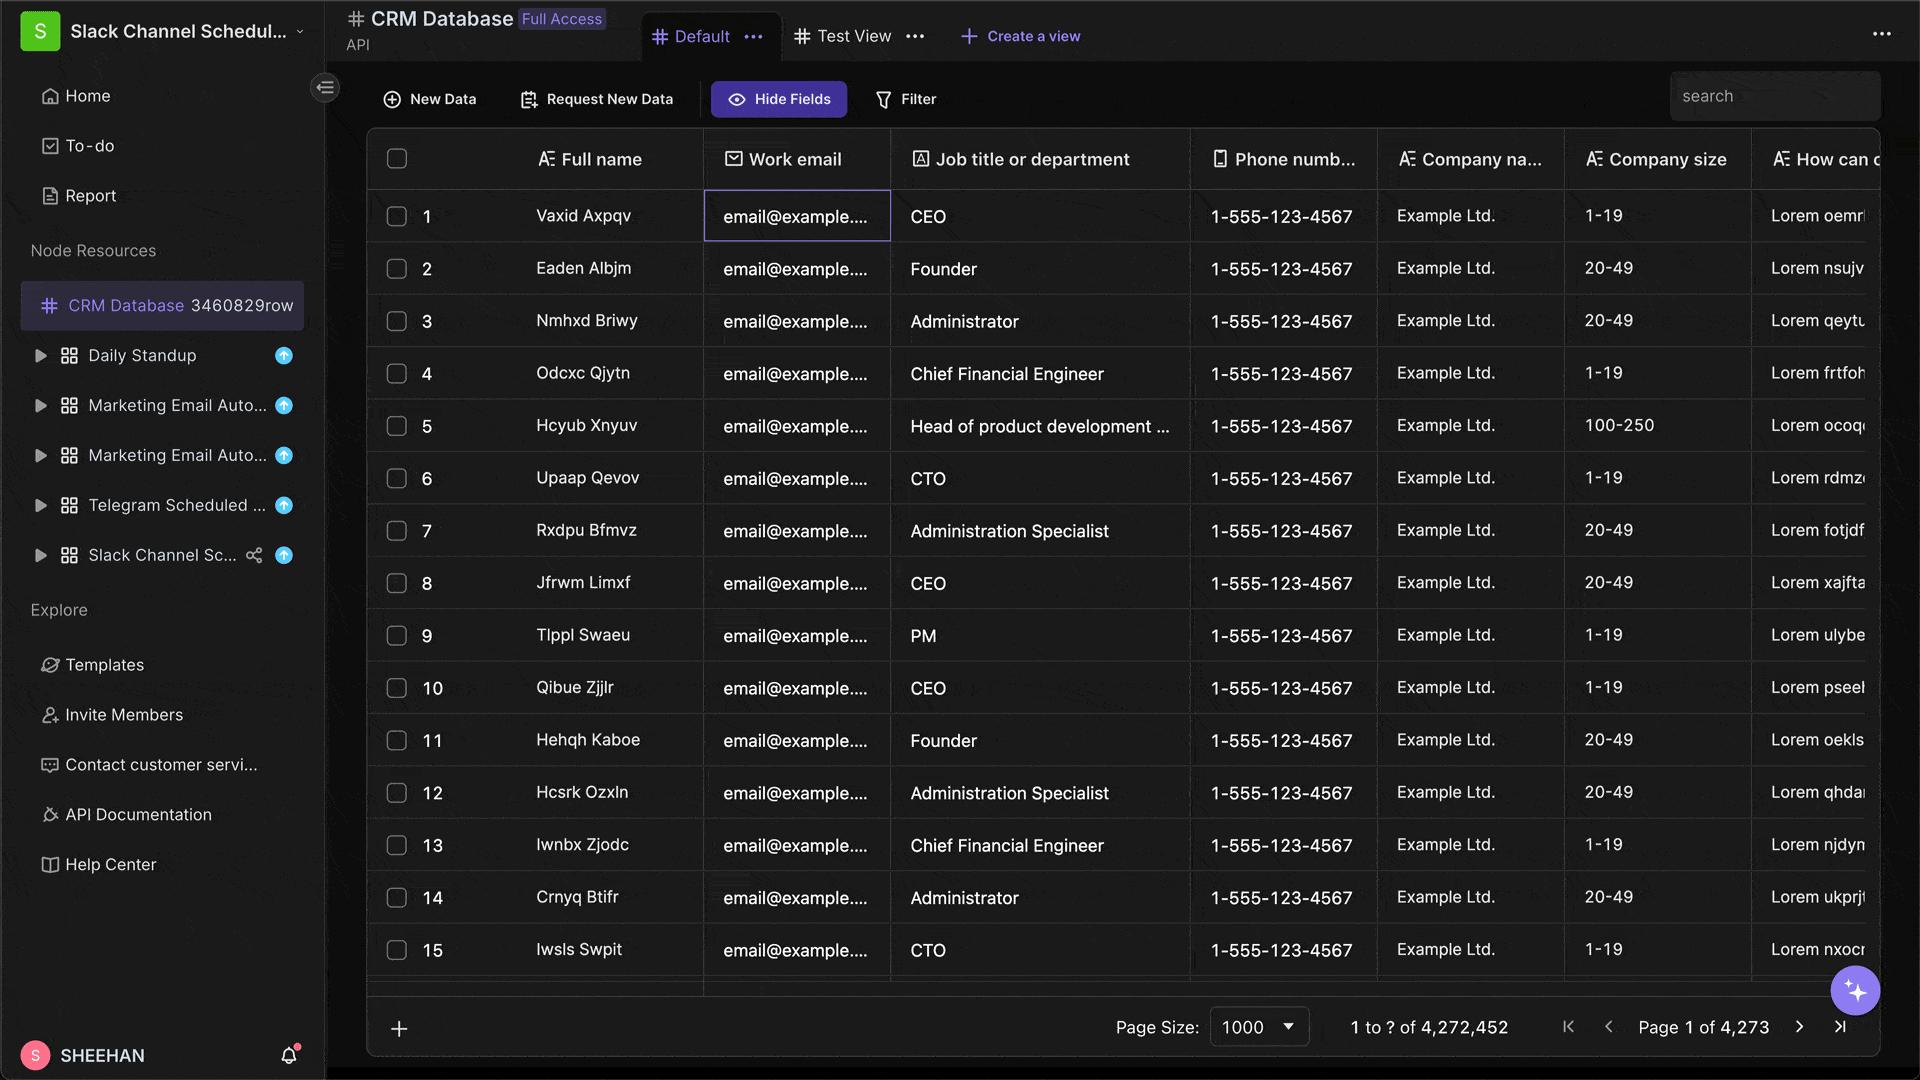 S Slack Channel Schedul...
Home
To-do
Report
Node Resources
CRM Database 3460829row
Daily Standup
Marketing Email Auto...
Marketing Email Auto...
Telegram Scheduled ...
Slack Channel Sc...
Explore
Templates
Invite Members
Contact customer servi...
API Documentation
Help Center
S SHEEHAN
CRM Database Full Access
API
Default ... Test View ... Create a view
New Data Request New Data Hide Fields Filter search
Full name Work email Job title or department Phone numb... Company na... Company size How can
1 Vaxid Axpqv email@example.... CEO 1-555-123-4567 Example Ltd. 1-19 Lorem oemr
2 Eaden Albjm email@example.... Founder 1-555-123-4567 Example Ltd. 20-49 Lorem nsujv
3 Nmhxd Briwy email@example.... Administrator 1-555-123-4567 Example Ltd. 20-49 Lorem qeytu
4 Odcxc Qjytn email@example.... Chief Financial Engineer 1-555-123-4567 Example Ltd. 1-19 Lorem frtfoh
5 Hcyub Xnyuv email@example.... Head of product development ... 1-555-123-4567 Example Ltd. 100-250 Lorem ocoq
6 Upaap Qevov email@example.... CTO 1-555-123-4567 Example Ltd. 1-19 Lorem rdmz
7 Rxdpu Bfmvz email@example.... Administration Specialist 1-555-123-4567 Example Ltd. 20-49 Lorem fotjdf
8 Jfrwm Limxf email@example.... CEO 1-555-123-4567 Example Ltd. 20-49 Lorem xajfta
9 Tlppl Swaeu email@example.... PM 1-555-123-4567 Example Ltd. 1-19 Lorem ulybe
10 Qibue Zjjlr email@example.... CEO 1-555-123-4567 Example Ltd. 1-19 Lorem pseeh
11 Hehqh Kaboe email@example.... Founder 1-555-123-4567 Example Ltd. 20-49 Lorem oekls
12 Hcsrk Ozxln email@example.... Administration Specialist 1-555-123-4567 Example Ltd. 20-49 Lorem qhdar
13 Iwnbx Zjodc email@example.... Chief Financial Engineer 1-555-123-4567 Example Ltd. 1-19 Lorem njdyn
14 Crnyq Btifr email@example.... Administrator 1-555-123-4567 Example Ltd. 20-49 Lorem ukprjt
15 Iwsls Swpit email@example.... CTO 1-555-123-4567 Example Ltd. 1-19 Lorem nxocr
Page Size: 1000 1 to ? of 4,272,452 Page 1 of 4,273